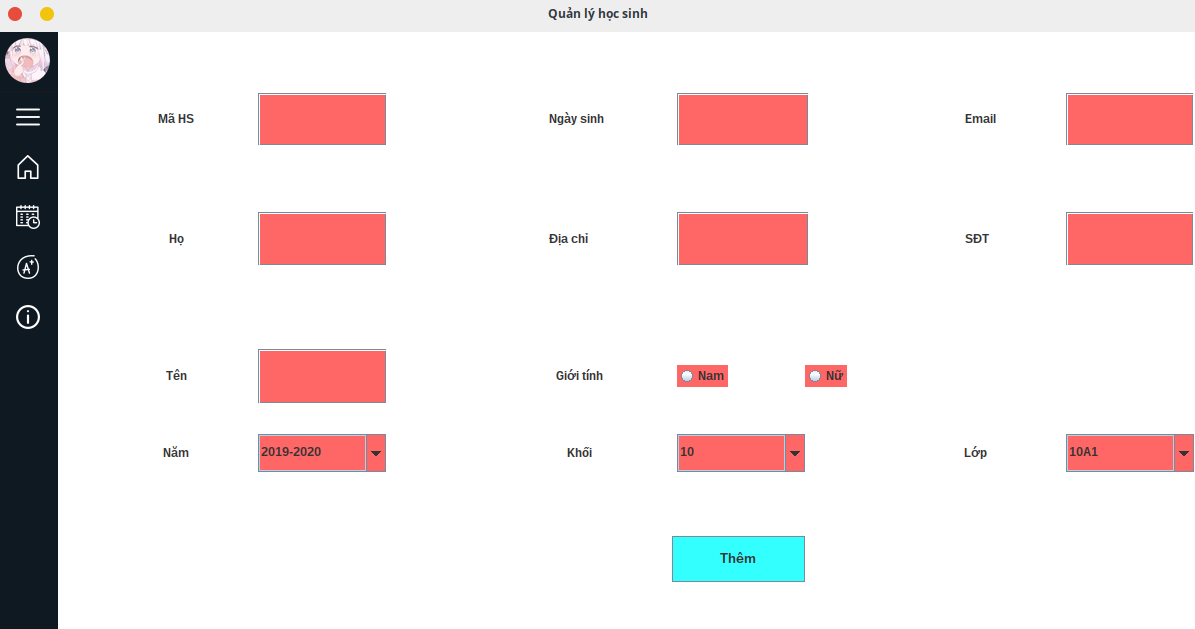 Quản lý học sinh
Mã HS
Ngày sinh
Email
Họ
Địa chỉ
SĐT
Tên
Giới tính
Nam
Nữ
Năm
2019-2020
Khối
10
Lớp
10A1
Thêm